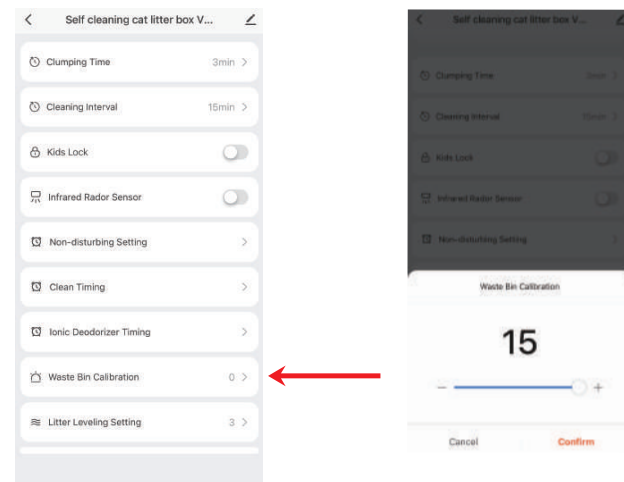 Self cleaning cat litter box V...
Clumping Time 3min
Cleaning Interval 15min
Kids Lock
Infrared Rador Sensor
Non-disturbing Setting
Clean Timing
Ionic Deodorizer Timing
Waste Bin Calibration 0
Litter Leveling Setting 3
Self cleaning cat litter box V...
Clumping Time 3min
Cleaning Interval 15min
Kids Lock
Infrared Rador Sensor
Non-disturbing Setting
Waste Bin Calibration
15
− +
Cancel Confirm